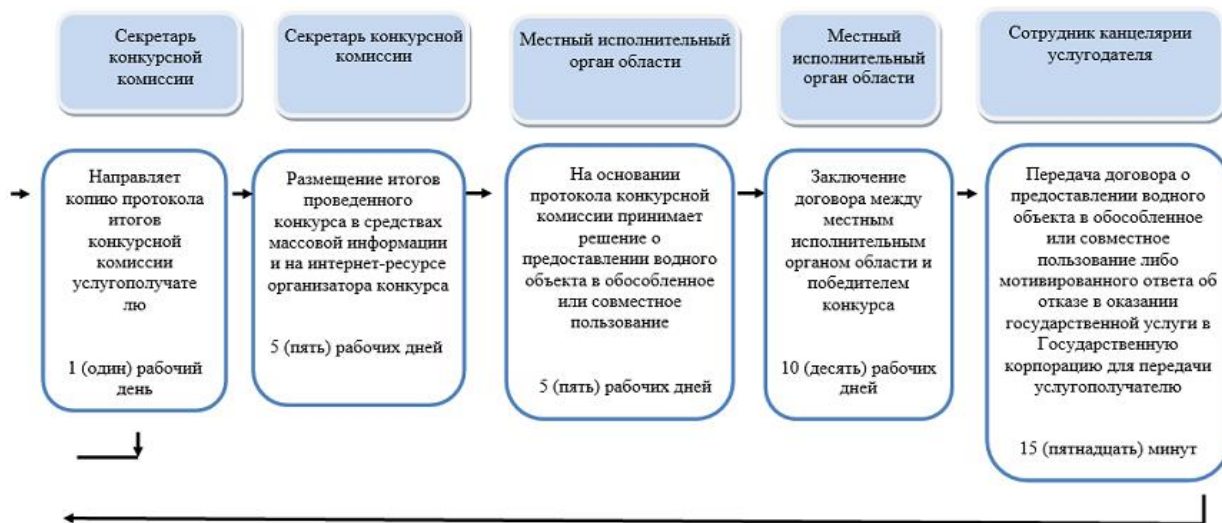 Секретарь
конкурсной
комиссии
Секретарь конкурсной
комиссии
Местный исполнительный
орган области
Местный
исполнительный
орган области
Сотрудник канцелярии
услугодателя
Направляет
копию протокола
итогов
конкурсной
комиссии
услугополучате
лю
1 (один) рабочий
день
Размещение итогов
проведенного
конкурса в средствах
массовой информации
и на интернет-ресурсе
организатора конкурса
5 (пять) рабочих дней
На основании
протокола конкурсной
комиссии принимает
решение о
предоставлении водного
объекта в обособленное
или совместное
пользование
5 (пять) рабочих дней
Заключение
договора между
местным
исполнительным
органом области и
победителем
конкурса
10 (десять) рабочих
дней
Передача договора о
предоставлении водного
объекта в обособленное
или совместное
пользование либо
мотивированного ответа об
отказе в оказании
государственной услуги в
Государственную
корпорацию для передачи
услугополучателю
15 (пятнадцать) минут